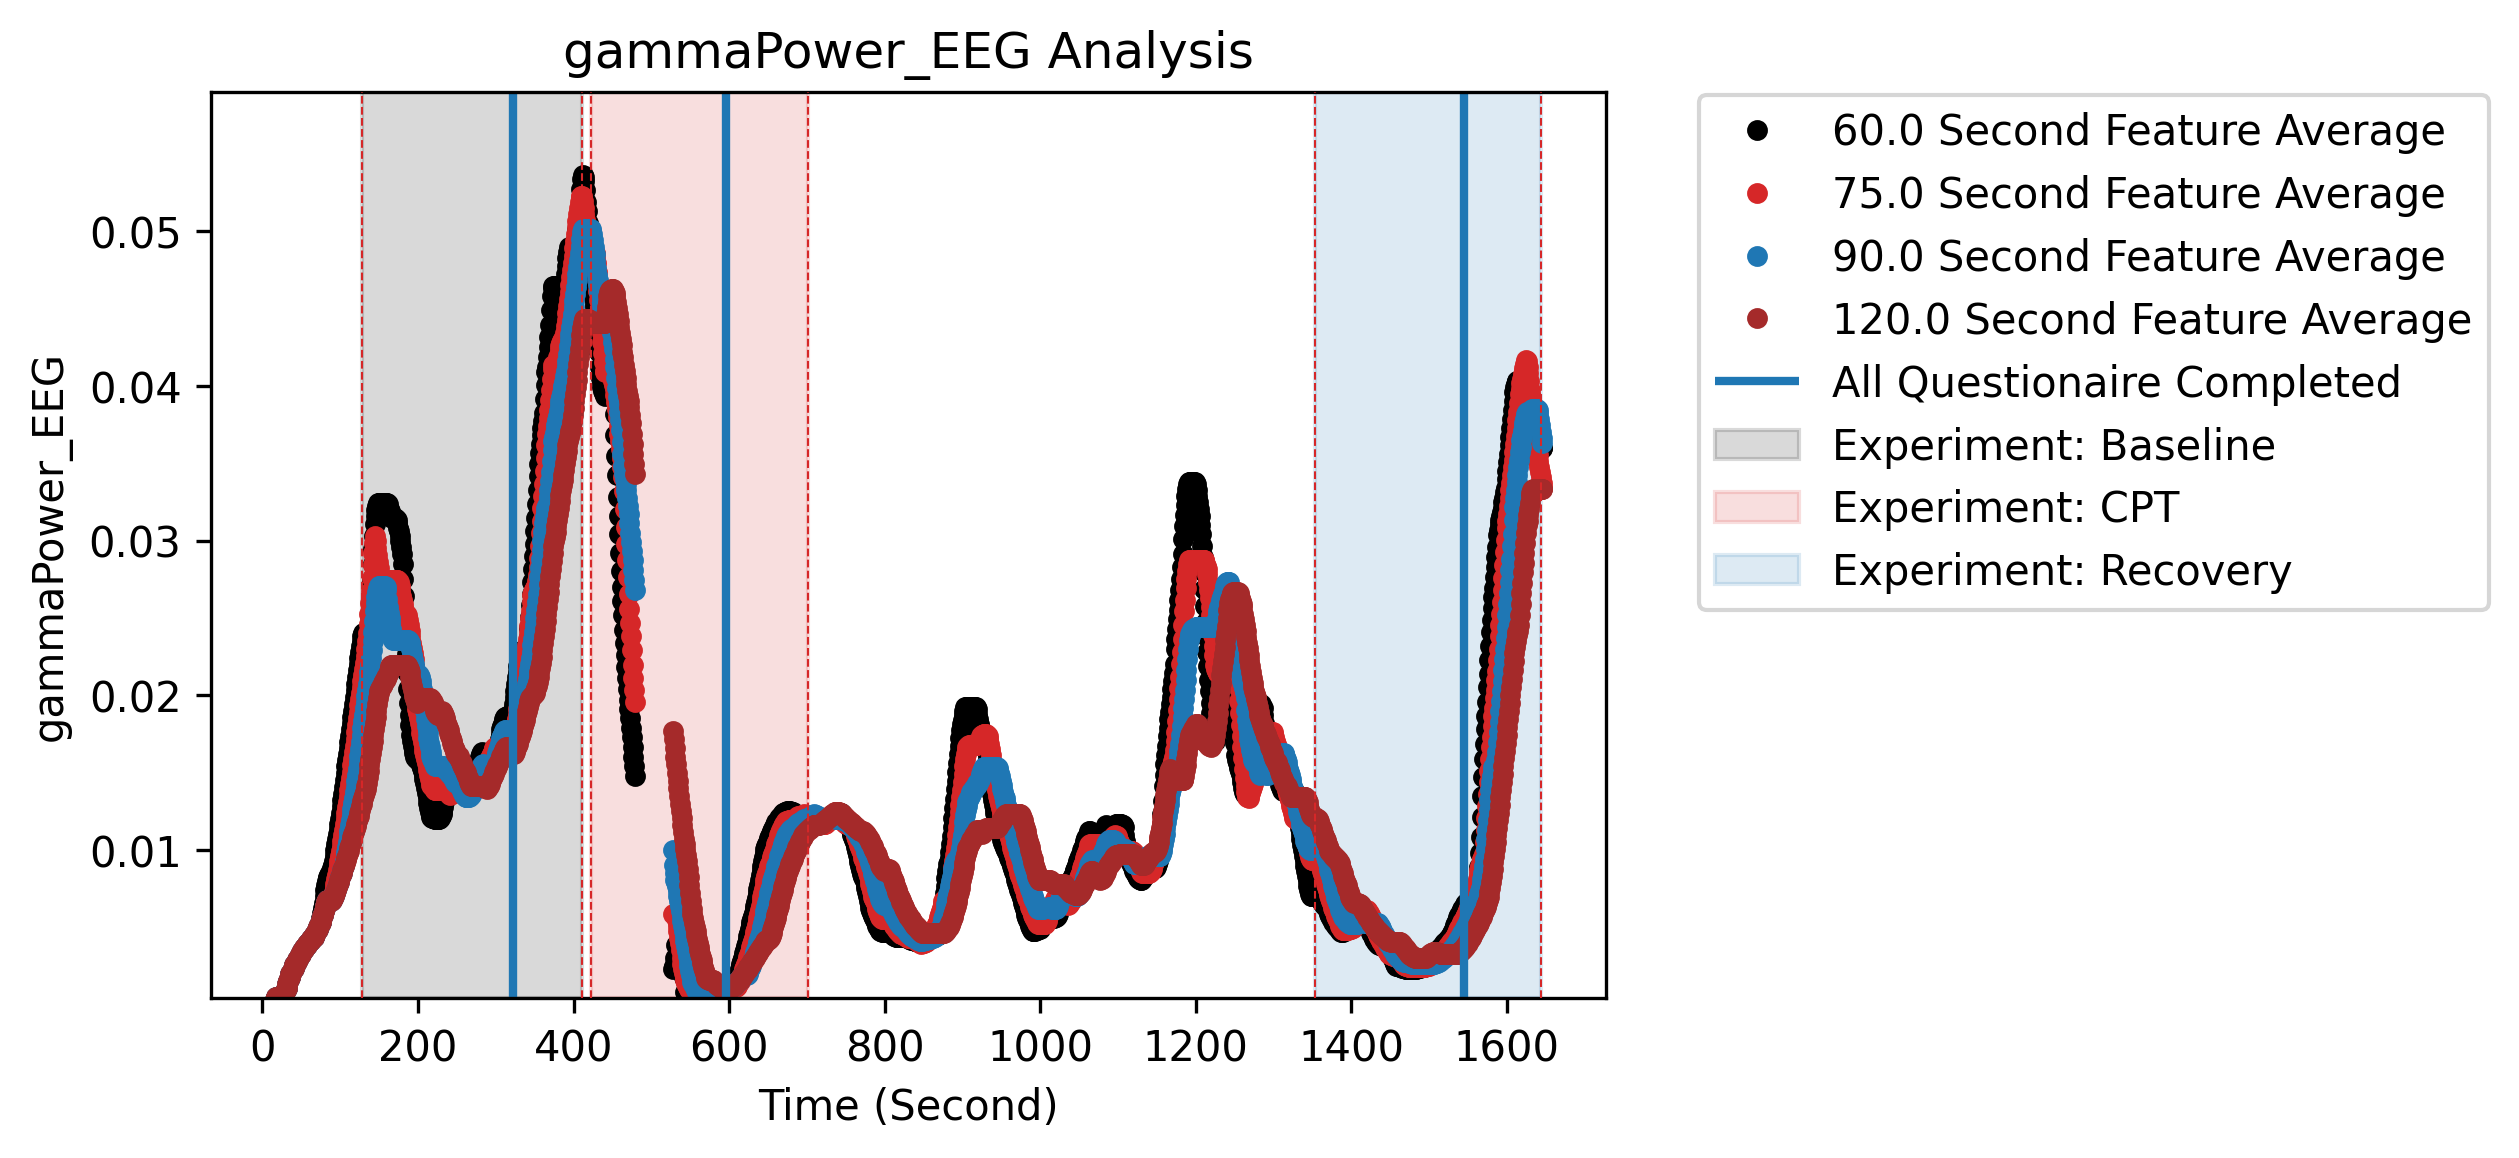 gammaPower_EEG Analysis
gammaPower_EEG
0.05
0.04
0.03
0.02
0.01
0 200 400 600 800 1000 1200 1400 1600
Time (Second)
60.0 Second Feature Average
75.0 Second Feature Average
90.0 Second Feature Average
120.0 Second Feature Average
All Questionaire Completed
Experiment: Baseline
Experiment: CPT
Experiment: Recovery